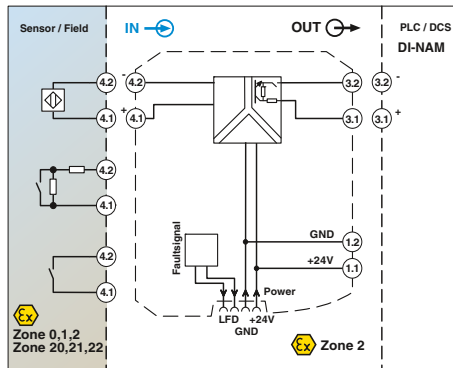 Sensor / Field
IN
OUT
PLC / DCS
DI-NAM
4.2
-
4.2
3.2
3.2
-
4.1
+
4.1
3.1
3.1
+
4.2
4.1
4.2
4.1
Faultsignal
GND
1.2
+24V
1.1
Power
LFD
+24V
GND
Ex
Zone 0,1,2
Zone 20,21,22
Ex
Zone 2